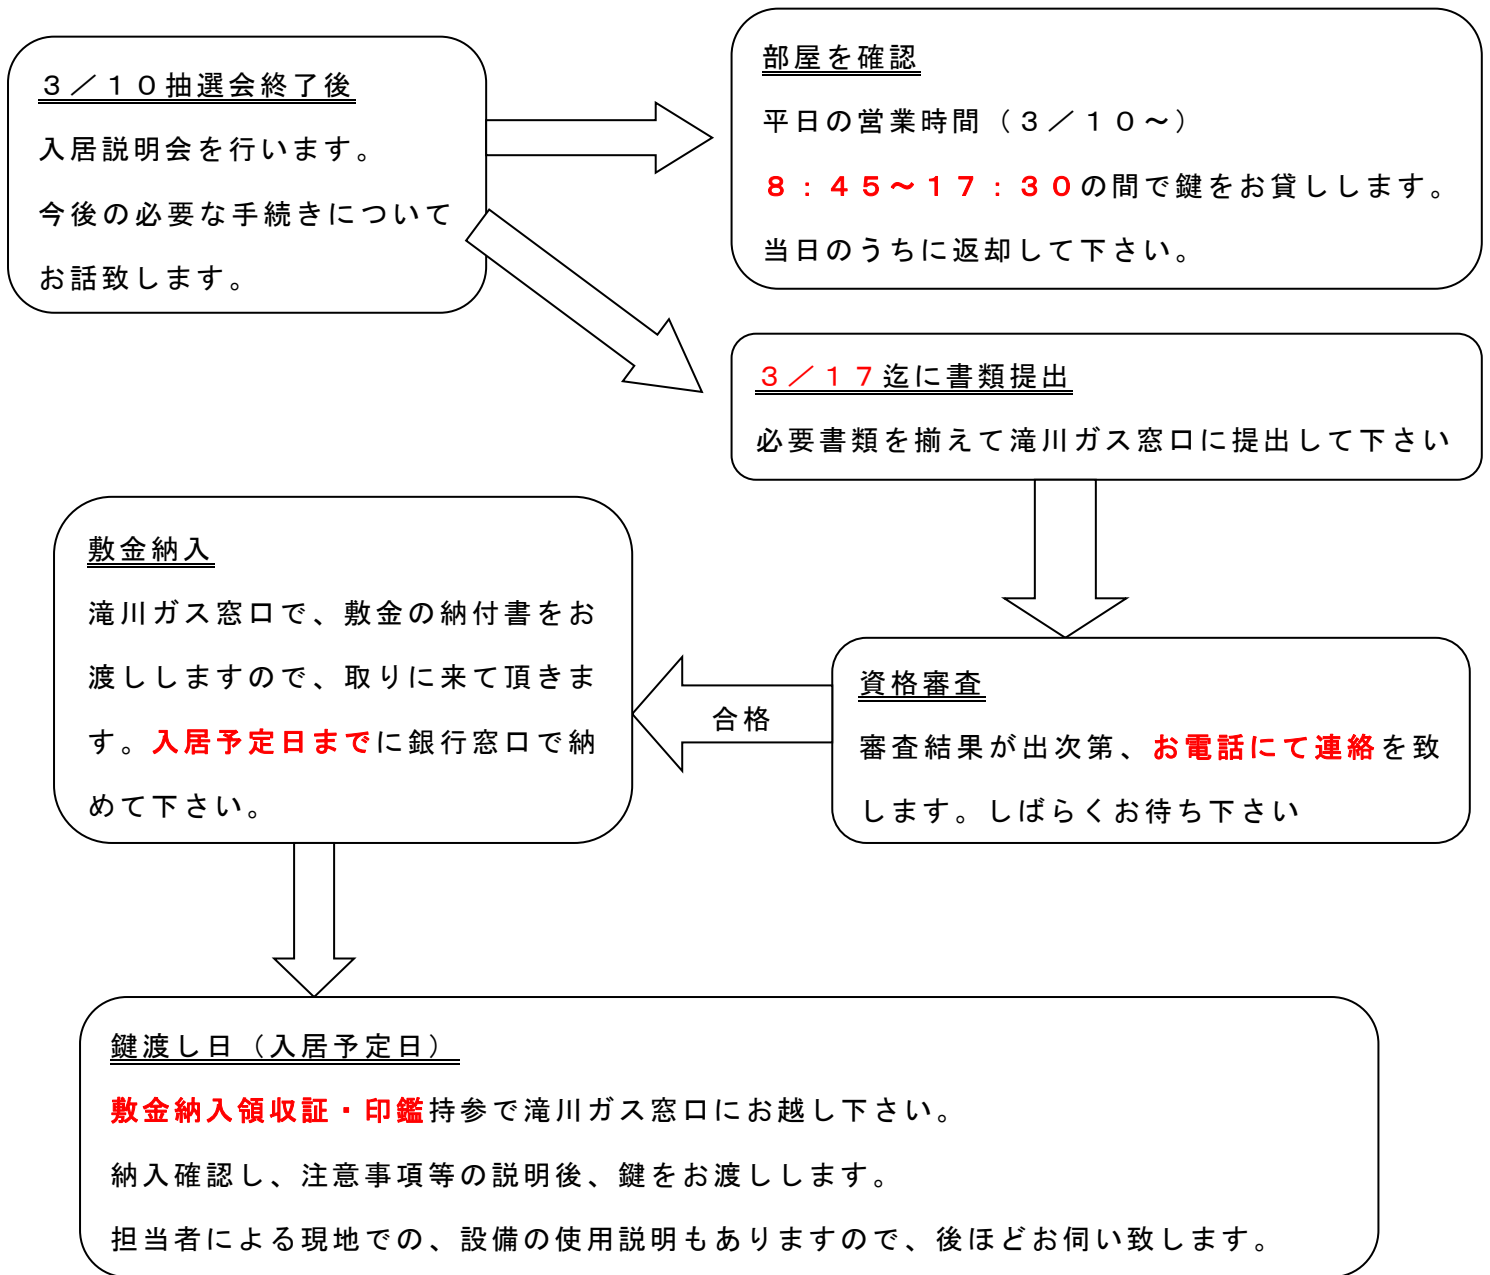 ３／１０抽選会終了後
入居説明会を行います。
今後の必要な手続きについて
お話致します。
部屋を確認
平日の営業時間（３／１０～）
８：４５～１７：３０の間で鍵をお貸しします。
当日のうちに返却して下さい。
３／１７迄に書類提出
必要書類を揃えて滝川ガス窓口に提出して下さい
資格審査
審査結果が出次第、お電話にて連絡を致
します。しばらくお待ち下さい
合格
敷金納入
滝川ガス窓口で、敷金の納付書をお
渡ししますので、取りに来て頂きま
す。入居予定日までに銀行窓口で納
めて下さい。
鍵渡し日（入居予定日）
敷金納入領収証・印鑑持参で滝川ガス窓口にお越し下さい。
納入確認し、注意事項等の説明後、鍵をお渡しします。
担当者による現地での、設備の使用説明もありますので、後ほどお伺い致します。